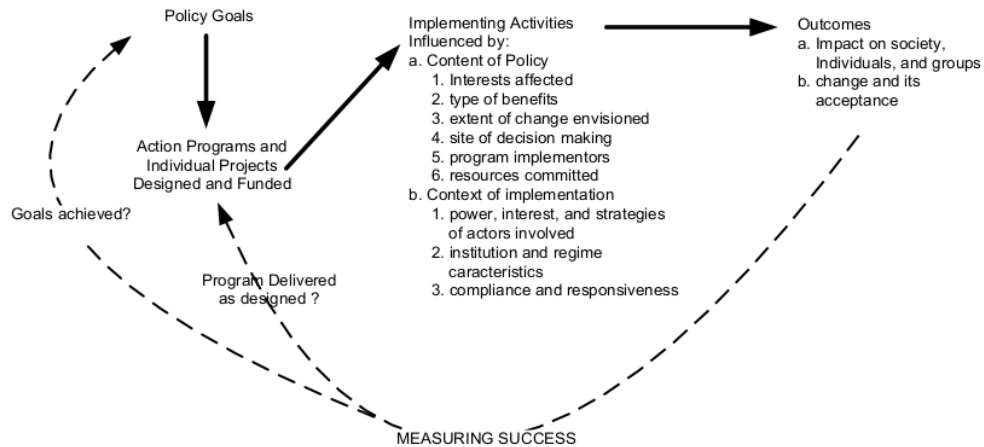 Policy Goals
Action Programs and
Individual Projects
Designed and Funded
Goals achieved?
Program Delivered
as designed ?
Implementing Activities
Influenced by:
a. Content of Policy
1. Interests affected
2. type of benefits
3. extent of change envisioned
4. site of decision making
5. program implementors
6. resources committed
b. Context of implementation
1. power, interest, and strategies
of actors involved
2. institution and regime
caracteristics
3. compliance and responsiveness
Outcomes
a. Impact on society,
Individuals, and groups
b. change and its
acceptance
MEASURING SUCCESS